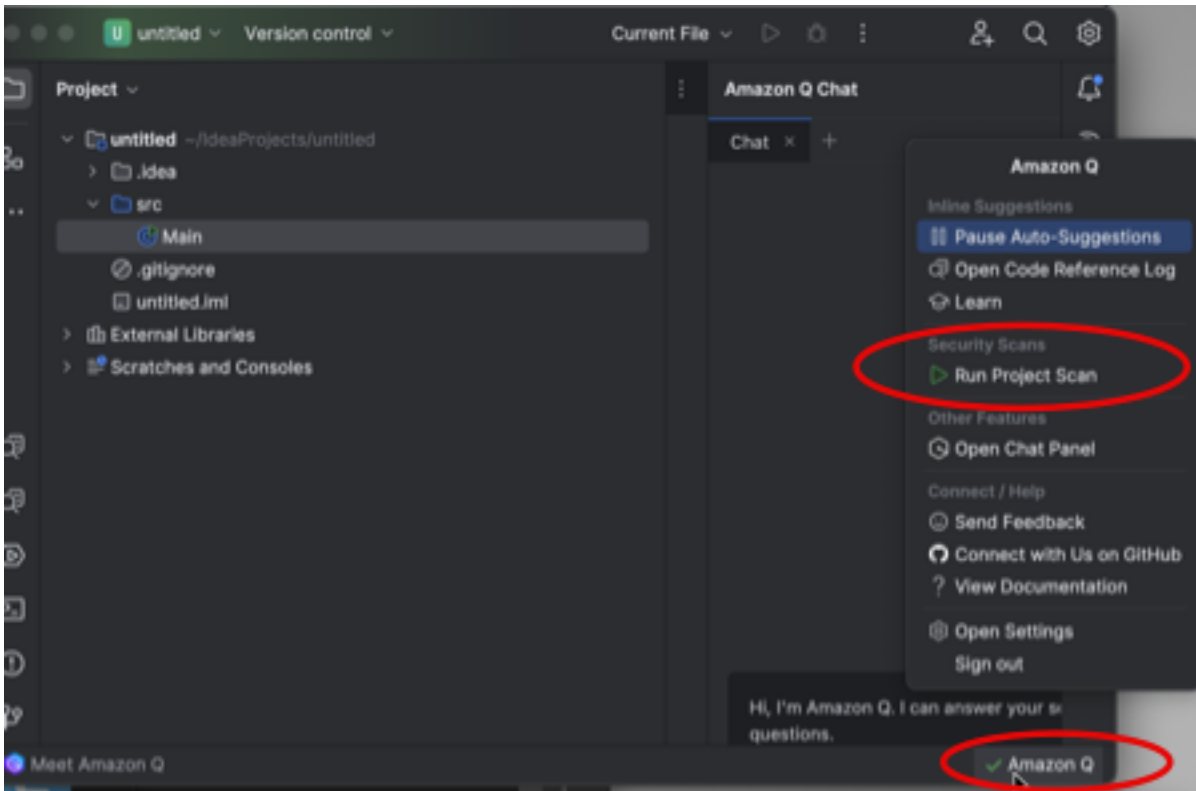 U untitled Version control Current File
Project
Amazon Q Chat
untitled ~/IdeaProjects/untitled
Chat × +
.idea
src
Main
.gitignore
untitled.iml
External Libraries
Scratches and Consoles
Amazon Q
Inline Suggestions
Pause Auto-Suggestions
Open Code Reference Log
Learn
Security Scans
Run Project Scan
Other Features
Open Chat Panel
Connect / Help
Send Feedback
Connect with Us on GitHub
? View Documentation
Open Settings
Sign out
Hi, I'm Amazon Q. I can answer your
questions.
Meet Amazon Q
Amazon Q